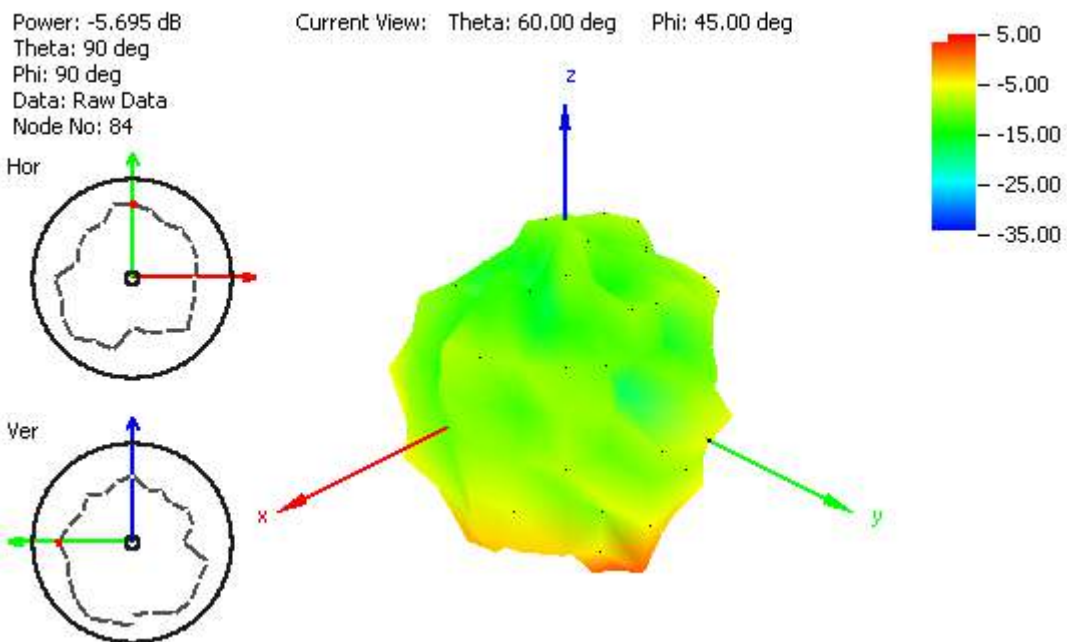 Power: -5.695 dB
Theta: 90 deg
Phi: 90 deg
Data: Raw Data
Node No: 84
Current View: Theta: 60.00 deg Phi: 45.00 deg
Hor
Ver
z
x
y
5.00
-5.00
-15.00
-25.00
-35.00